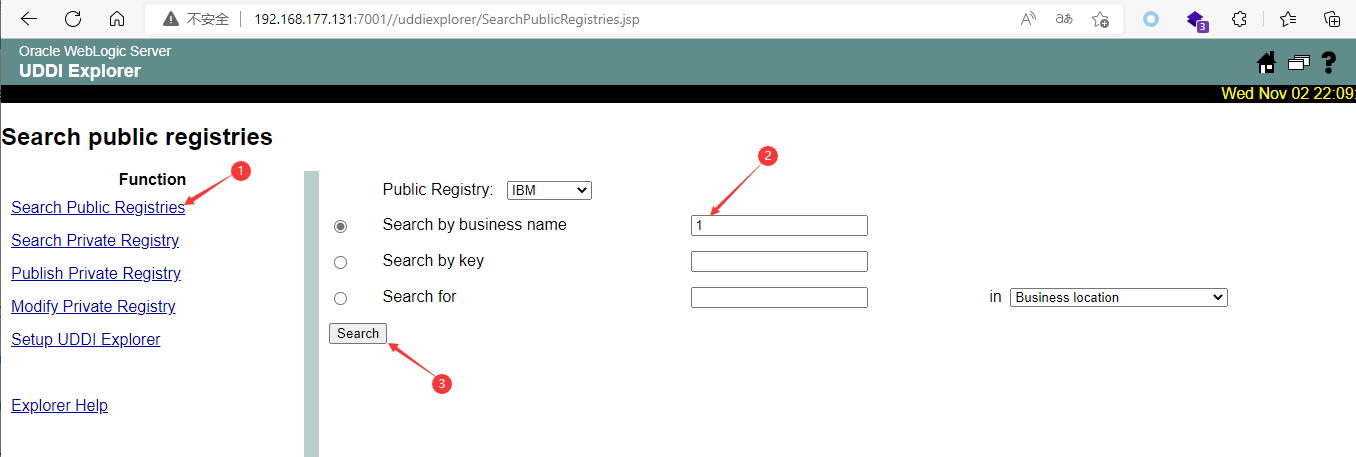 不安全 192.168.177.131:7001//uddiexplorer/SearchPublicRegistries.jsp A aあ 3
Oracle WebLogic Server
UDDI Explorer
Wed Nov 02 22:09:
Search public registries
Function 1
Search Public Registries
Search Private Registry
Publish Private Registry
Modify Private Registry
Setup UDDI Explorer
Explorer Help
2
Public Registry: IBM
Search by business name 1
Search by key
Search for in Business location
Search
3